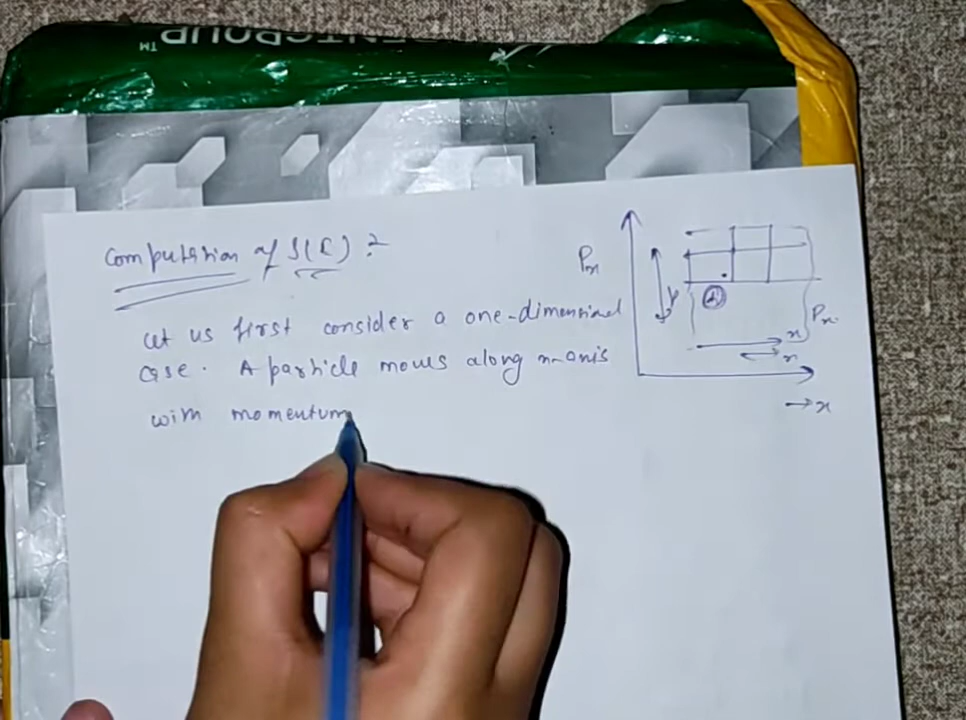 Computation of S(E) :-
Let us first consider a one-dimensional
case. A particle moves along x-axis
with momentum
Px
Px
x
x
→ x